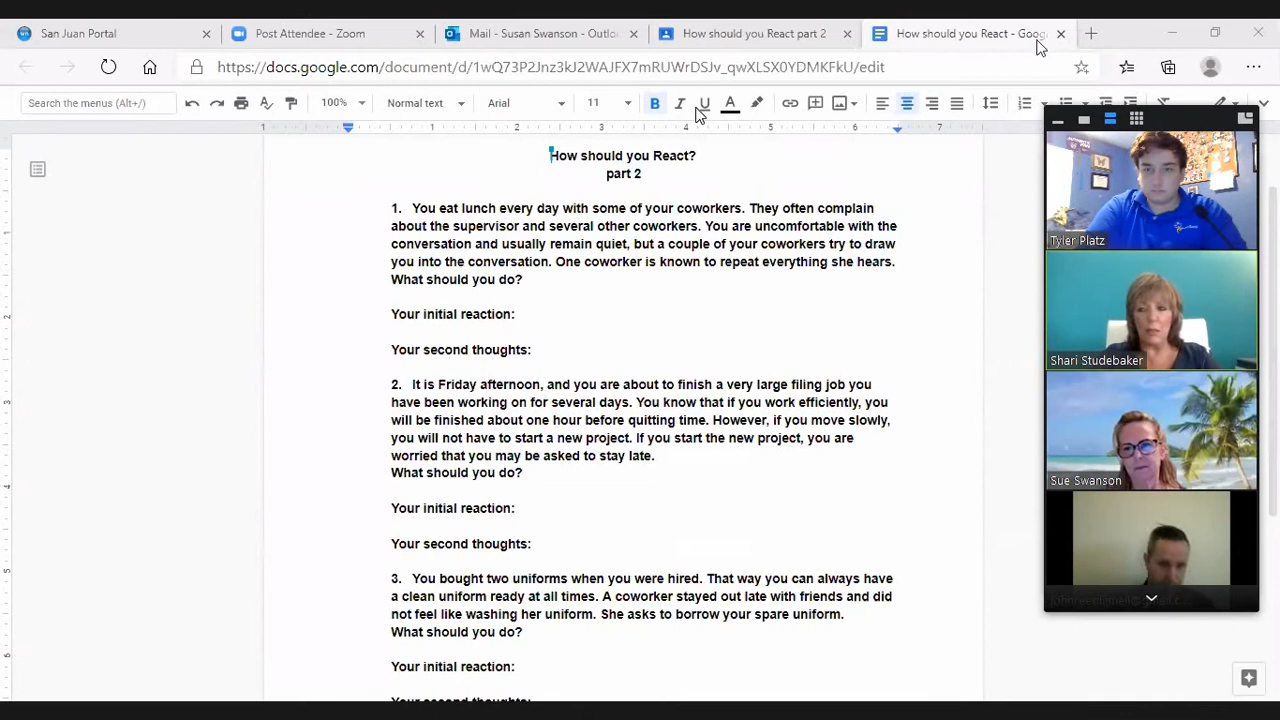 San Juan Portal
Post Attendee - Zoom
Mail - Susan Swanson - Outlo
How should you React part 2
How should you React - Goog
https://docs.google.com/document/d/1wQ73P2Jnz3kJ2WAJFX7mRUWrDSJv_qwXLSX0YDMKFkU/edit
Search the menus (Alt+/)
100%
Normal text
Arial
11
B I U A
1 2 3 4 5 6 7
How should you React?
part 2
1. You eat lunch every day with some of your coworkers. They often complain
about the supervisor and several other coworkers. You are uncomfortable with the
conversation and usually remain quiet, but a couple of your coworkers try to draw
you into the conversation. One coworker is known to repeat everything she hears.
What should you do?
Your initial reaction:
Your second thoughts:
2. It is Friday afternoon, and you are about to finish a very large filing job you
have been working on for several days. You know that if you work efficiently, you
will be finished about one hour before quitting time. However, if you move slowly,
you will not have to start a new project. If you start the new project, you are
worried that you may be asked to stay late.
What should you do?
Your initial reaction:
Your second thoughts:
3. You bought two uniforms when you were hired. That way you can always have
a clean uniform ready at all times. A coworker stayed out late with friends and did
not feel like washing her uniform. She asks to borrow your spare uniform.
What should you do?
Your initial reaction:
Your second thoughts:
Tyler Platz
Shari Studebaker
Sue Swanson